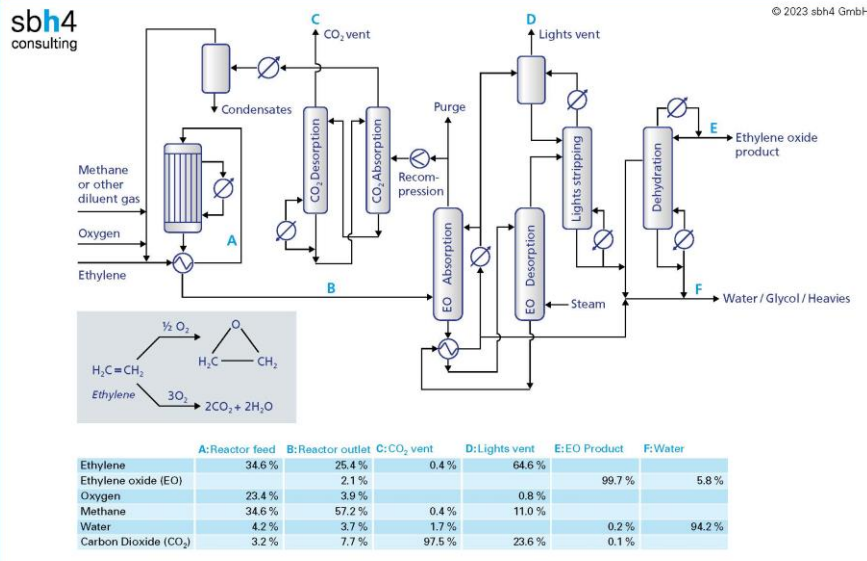 sbh4
consulting
© 2023 sbh4 GmbH
C
CO₂ vent
D
Lights vent
Condensates
Purge
E
Ethylene oxide
product
Methane
or other
diluent gas
Oxygen
Ethylene
A
CO₂ Desorption
CO₂ Absorption
Recom-
pression
EO Absorption
EO Desorption
Lights stripping
Dehydration
B
Steam
F
Water / Glycol / Heavies
½ O₂
O
H₂C
CH₂
H₂C=CH₂
Ethylene
3O₂
2CO₂ + 2H₂O
A:Reactor feed B:Reactor outlet C:CO₂ vent D:Lights vent E:EO Product F:Water
Ethylene 34.6 % 25.4 % 0.4 % 64.6 %
Ethylene oxide (EO) 2.1 % 99.7 % 5.8 %
Oxygen 23.4 % 3.9 % 0.8 %
Methane 34.6 % 57.2 % 0.4 % 11.0 %
Water 4.2 % 3.7 % 1.7 % 0.2 % 94.2 %
Carbon Dioxide (CO₂) 3.2 % 7.7 % 97.5 % 23.6 % 0.1 %